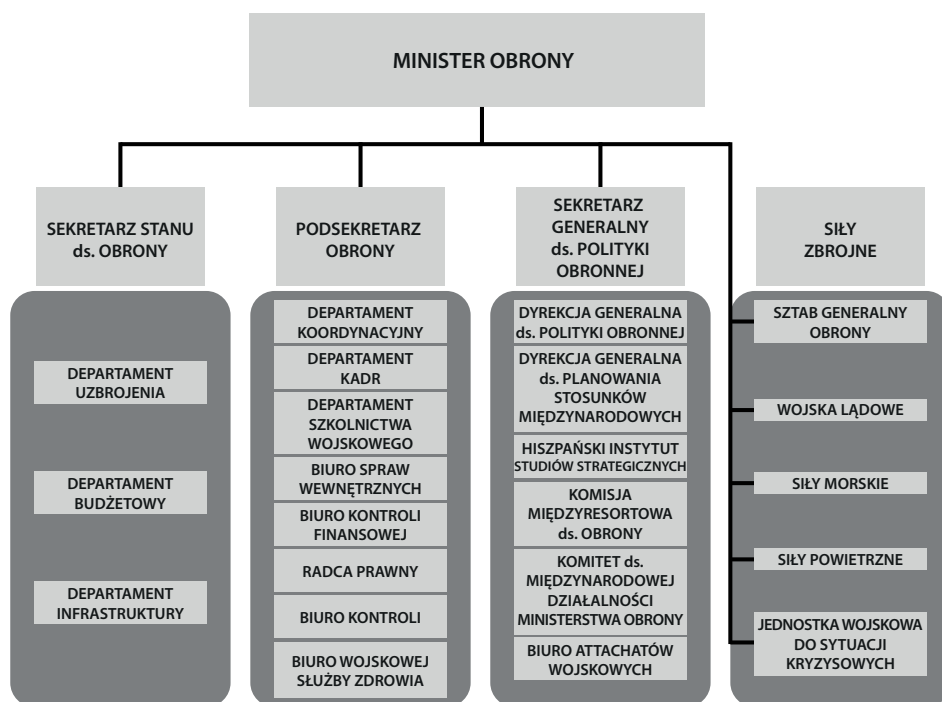 MINISTER OBRONY
SEKRETARZ STANU
ds. OBRONY
DEPARTAMENT
UZBROJENIA
DEPARTAMENT
BUDŻETOWY
DEPARTAMENT
INFRASTRUKTURY
PODSEKRETARZ
OBRONY
DEPARTAMENT
KOORDYNACYJNY
DEPARTAMENT
KADR
DEPARTAMENT
SZKOLNICTWA
WOJSKOWEGO
BIURO SPRAW
WEWNĘTRZNYCH
BIURO KONTROLI
FINANSOWEJ
RADCA PRAWNY
BIURO KONTROLI
BIURO WOJSKOWEJ
SŁUŻBY ZDROWIA
SEKRETARZ
GENERALNY
ds. POLITYKI
OBRONNEJ
DYREKCJA GENERALNA
ds. POLITYKI OBRONNEJ
DYREKCJA GENERALNA
ds. PLANOWANIA
STOSUNKÓW
MIĘDZYNARODOWYCH
HISZPAŃSKI INSTYTUT
STUDIÓW STRATEGICZNYCH
KOMISJA
MIĘDZYRESORTOWA
ds. OBRONY
KOMITET ds.
MIĘDZYNARODOWEJ
DZIAŁALNOŚCI
MINISTERSTWA OBRONY
BIURO ATTACHATÓW
WOJSKOWYCH
SIŁY
ZBROJNE
SZTAB GENERALNY
OBRONY
WOJSKA LĄDOWE
SIŁY MORSKIE
SIŁY POWIETRZNE
JEDNOSTKA WOJSKOWA
DO SYTUACJI
KRYZYSOWYCH